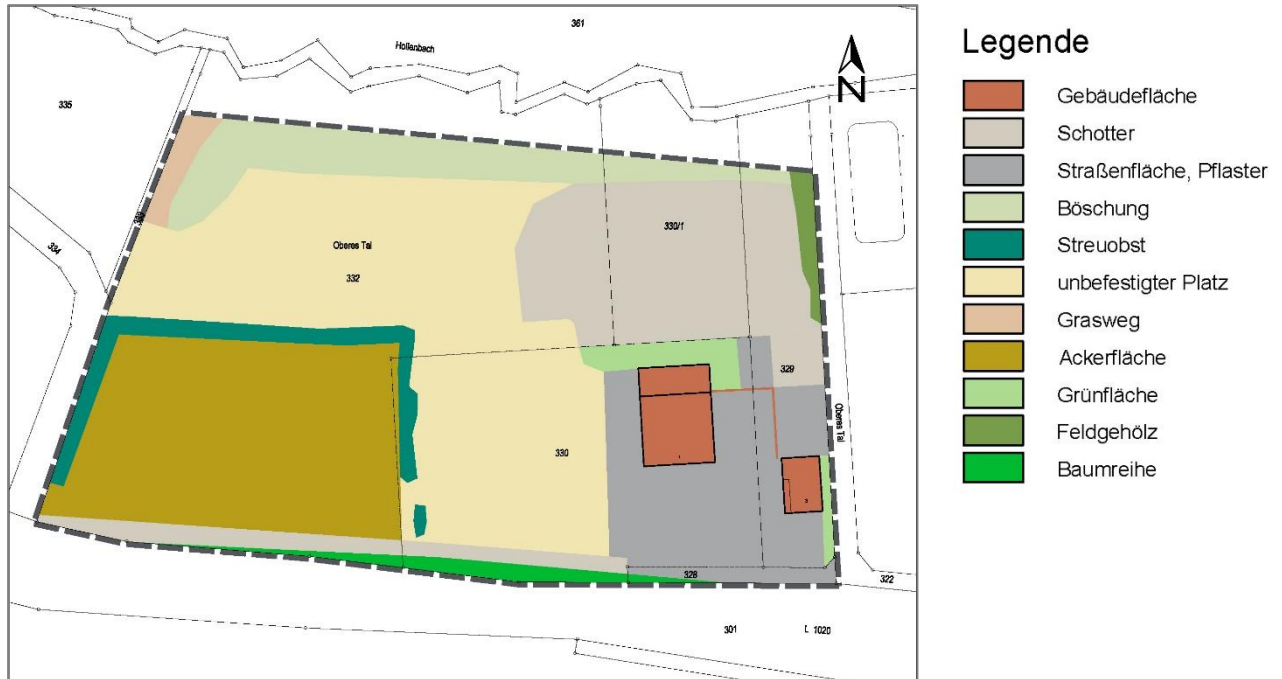 361
Hollenbach
335
N
339
334
Oberes Tal
332
330/1
329
Oberes Tal
330
328
322
301
L 1020
Legende
Gebäudefläche
Schotter
Straßenfläche, Pflaster
Böschung
Streuobst
unbefestigter Platz
Grasweg
Ackerfläche
Grünfläche
Feldgehölz
Baumreihe